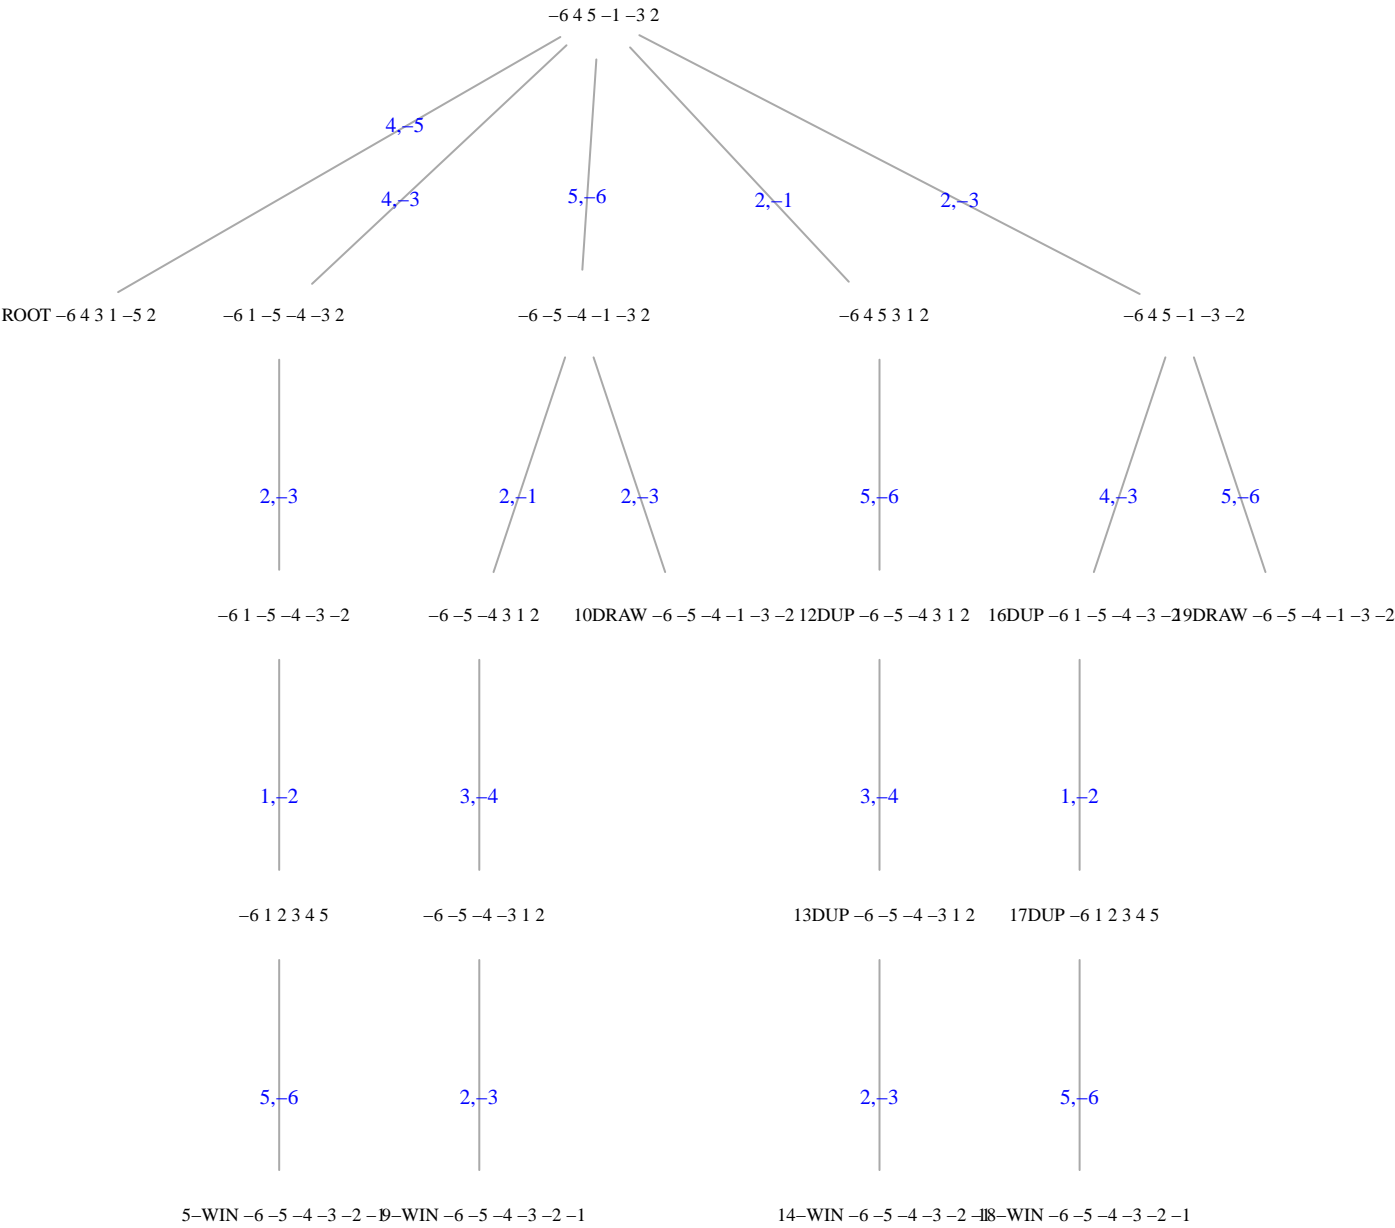 –6 4 5 –1 –3 2
4,–5
4,–3
5,–6
2,–1
2,–3
ROOT –6 4 3 1 –5 2
–6 1 –5 –4 –3 2
–6 –5 –4 –1 –3 2
–6 4 5 3 1 2
–6 4 5 –1 –3 –2
2,–3
2,–1
2,–3
5,–6
4,–3
5,–6
–6 1 –5 –4 –3 –2
–6 –5 –4 3 1 2
10DRAW –6 –5 –4 –1 –3 –2
12DUP –6 –5 –4 3 1 2
16DUP –6 1 –5 –4 –3 –2
19DRAW –6 –5 –4 –1 –3 –2
1,–2
3,–4
3,–4
1,–2
–6 1 2 3 4 5
–6 –5 –4 –3 1 2
13DUP –6 –5 –4 –3 1 2
17DUP –6 1 2 3 4 5
5,–6
2,–3
2,–3
5,–6
5–WIN –6 –5 –4 –3 –2 –1
9–WIN –6 –5 –4 –3 –2 –1
14–WIN –6 –5 –4 –3 –2 –1
18–WIN –6 –5 –4 –3 –2 –1